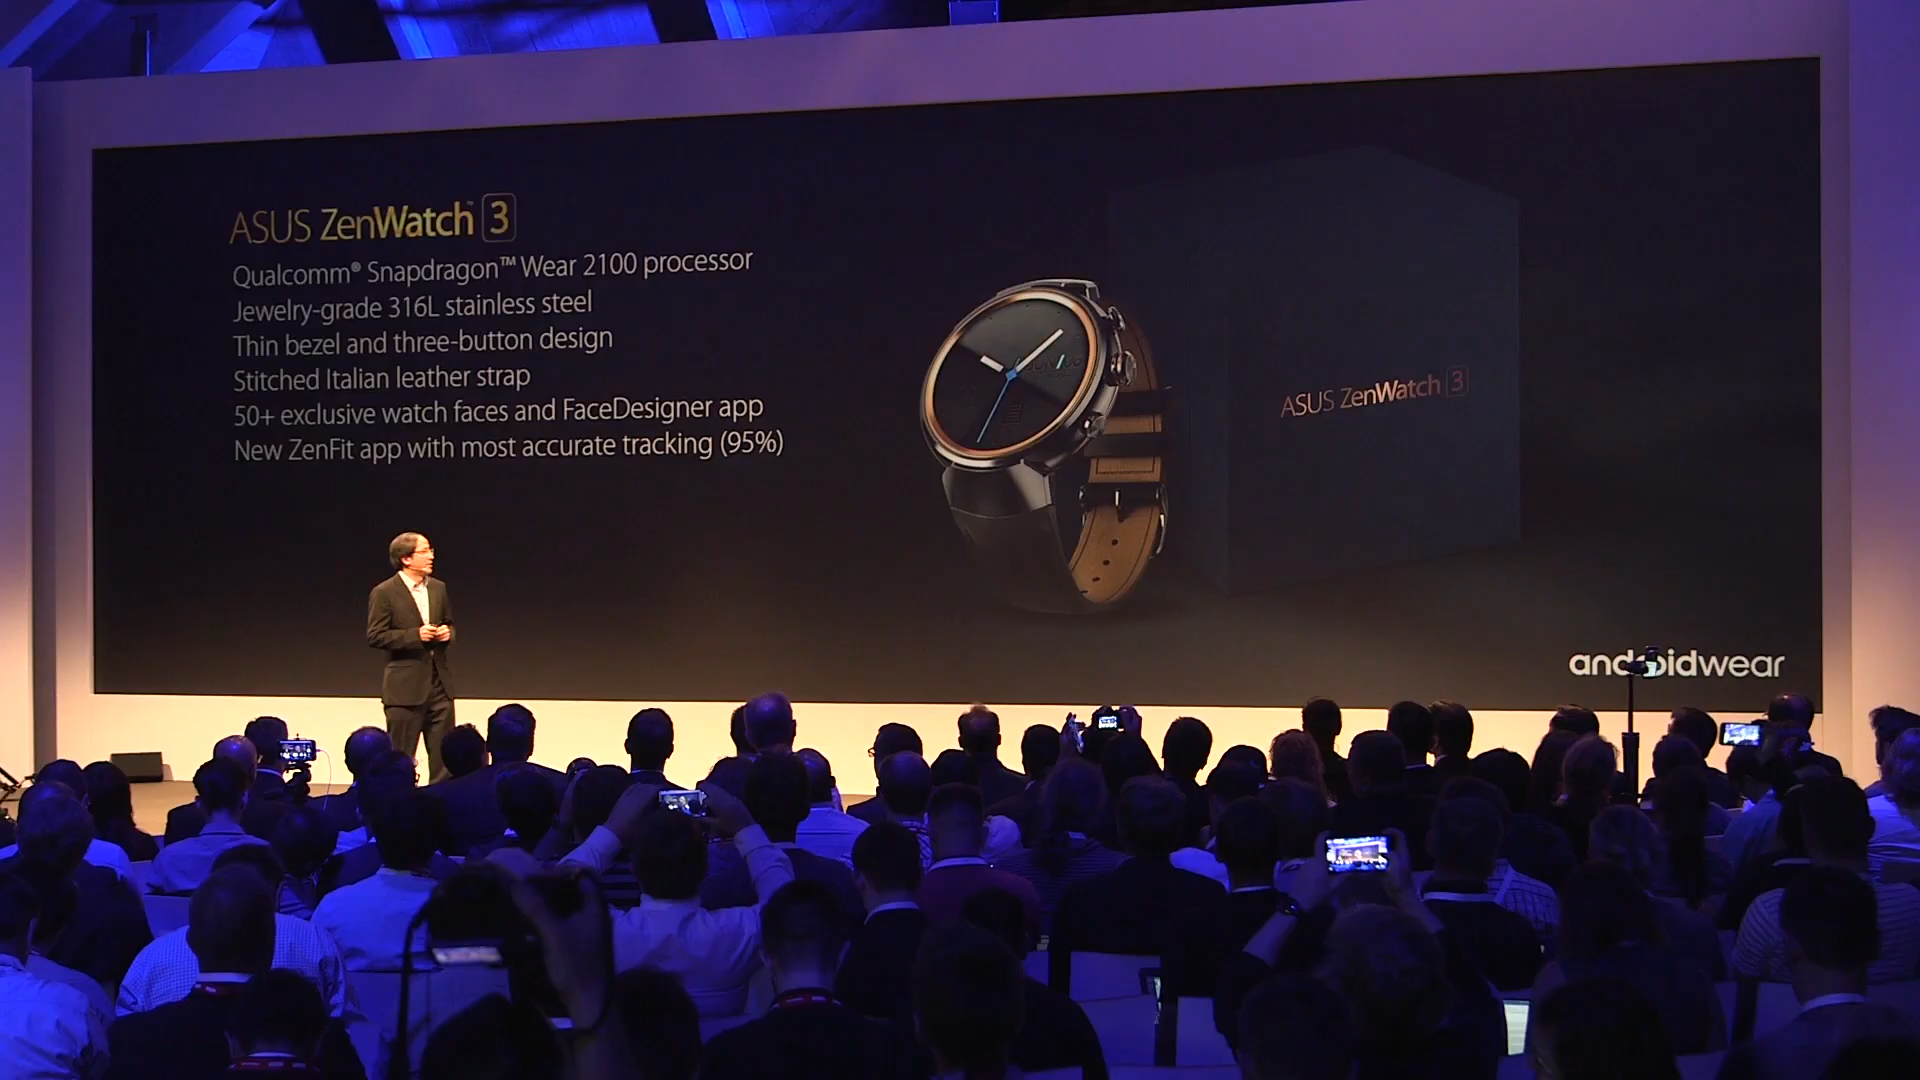 ASUS ZenWatch™ 3
Qualcomm® Snapdragon™ Wear 2100 processor
Jewelry-grade 316L stainless steel
Thin bezel and three-button design
Stitched Italian leather strap
50+ exclusive watch faces and FaceDesigner app
New ZenFit app with most accurate tracking (95%)
ASUS ZenWatch 3
androidwear